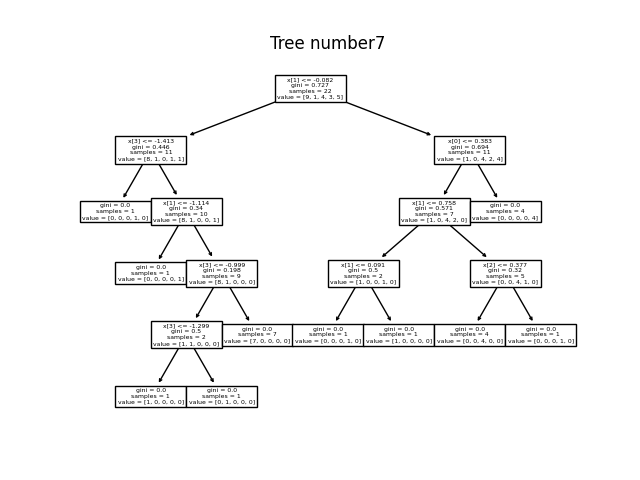 Tree number7
x[1] <= -0.082
gini = 0.727
samples = 22
value = [9, 1, 4, 3, 5]
x[3] <= -1.413
gini = 0.446
samples = 11
value = [8, 1, 0, 1, 1]
x[0] <= 0.383
gini = 0.694
samples = 11
value = [1, 0, 4, 2, 4]
gini = 0.0
samples = 1
value = [0, 0, 0, 1, 0]
x[1] <= -1.114
gini = 0.34
samples = 10
value = [8, 1, 0, 0, 1]
x[1] <= 0.758
gini = 0.571
samples = 7
value = [1, 0, 4, 2, 0]
gini = 0.0
samples = 4
value = [0, 0, 0, 0, 4]
gini = 0.0
samples = 1
value = [0, 0, 0, 0, 1]
x[3] <= -0.999
gini = 0.198
samples = 9
value = [8, 1, 0, 0, 0]
x[1] <= 0.091
gini = 0.5
samples = 2
value = [1, 0, 0, 1, 0]
x[2] <= 0.377
gini = 0.32
samples = 5
value = [0, 0, 4, 1, 0]
x[3] <= -1.299
gini = 0.5
samples = 2
value = [1, 1, 0, 0, 0]
gini = 0.0
samples = 7
value = [7, 0, 0, 0, 0]
gini = 0.0
samples = 1
value = [0, 0, 0, 1, 0]
gini = 0.0
samples = 1
value = [1, 0, 0, 0, 0]
gini = 0.0
samples = 4
value = [0, 0, 4, 0, 0]
gini = 0.0
samples = 1
value = [0, 0, 0, 1, 0]
gini = 0.0
samples = 1
value = [1, 0, 0, 0, 0]
gini = 0.0
samples = 1
value = [0, 1, 0, 0, 0]